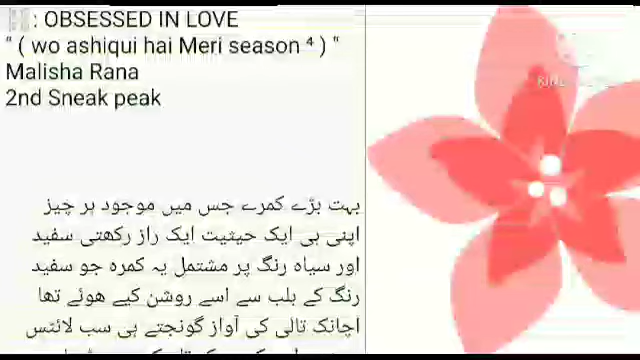 : OBSESSED IN LOVE
“ ( wo ashiqui hai Meri season ⁴ ) “
Malisha Rana
2nd Sneak peak
بہت بڑے کمرے جس میں موجود ہر چیز
اپنی ہی ایک حیثیت ایک راز رکھتی سفید
اور سیاہ رنگ پر مشتمل یہ کمرہ جو سفید
رنگ کے بلب سے اسے روشن کیے ھوئے تھا
اچانک تالی کی آواز گونجتے ہی سب لائٹس